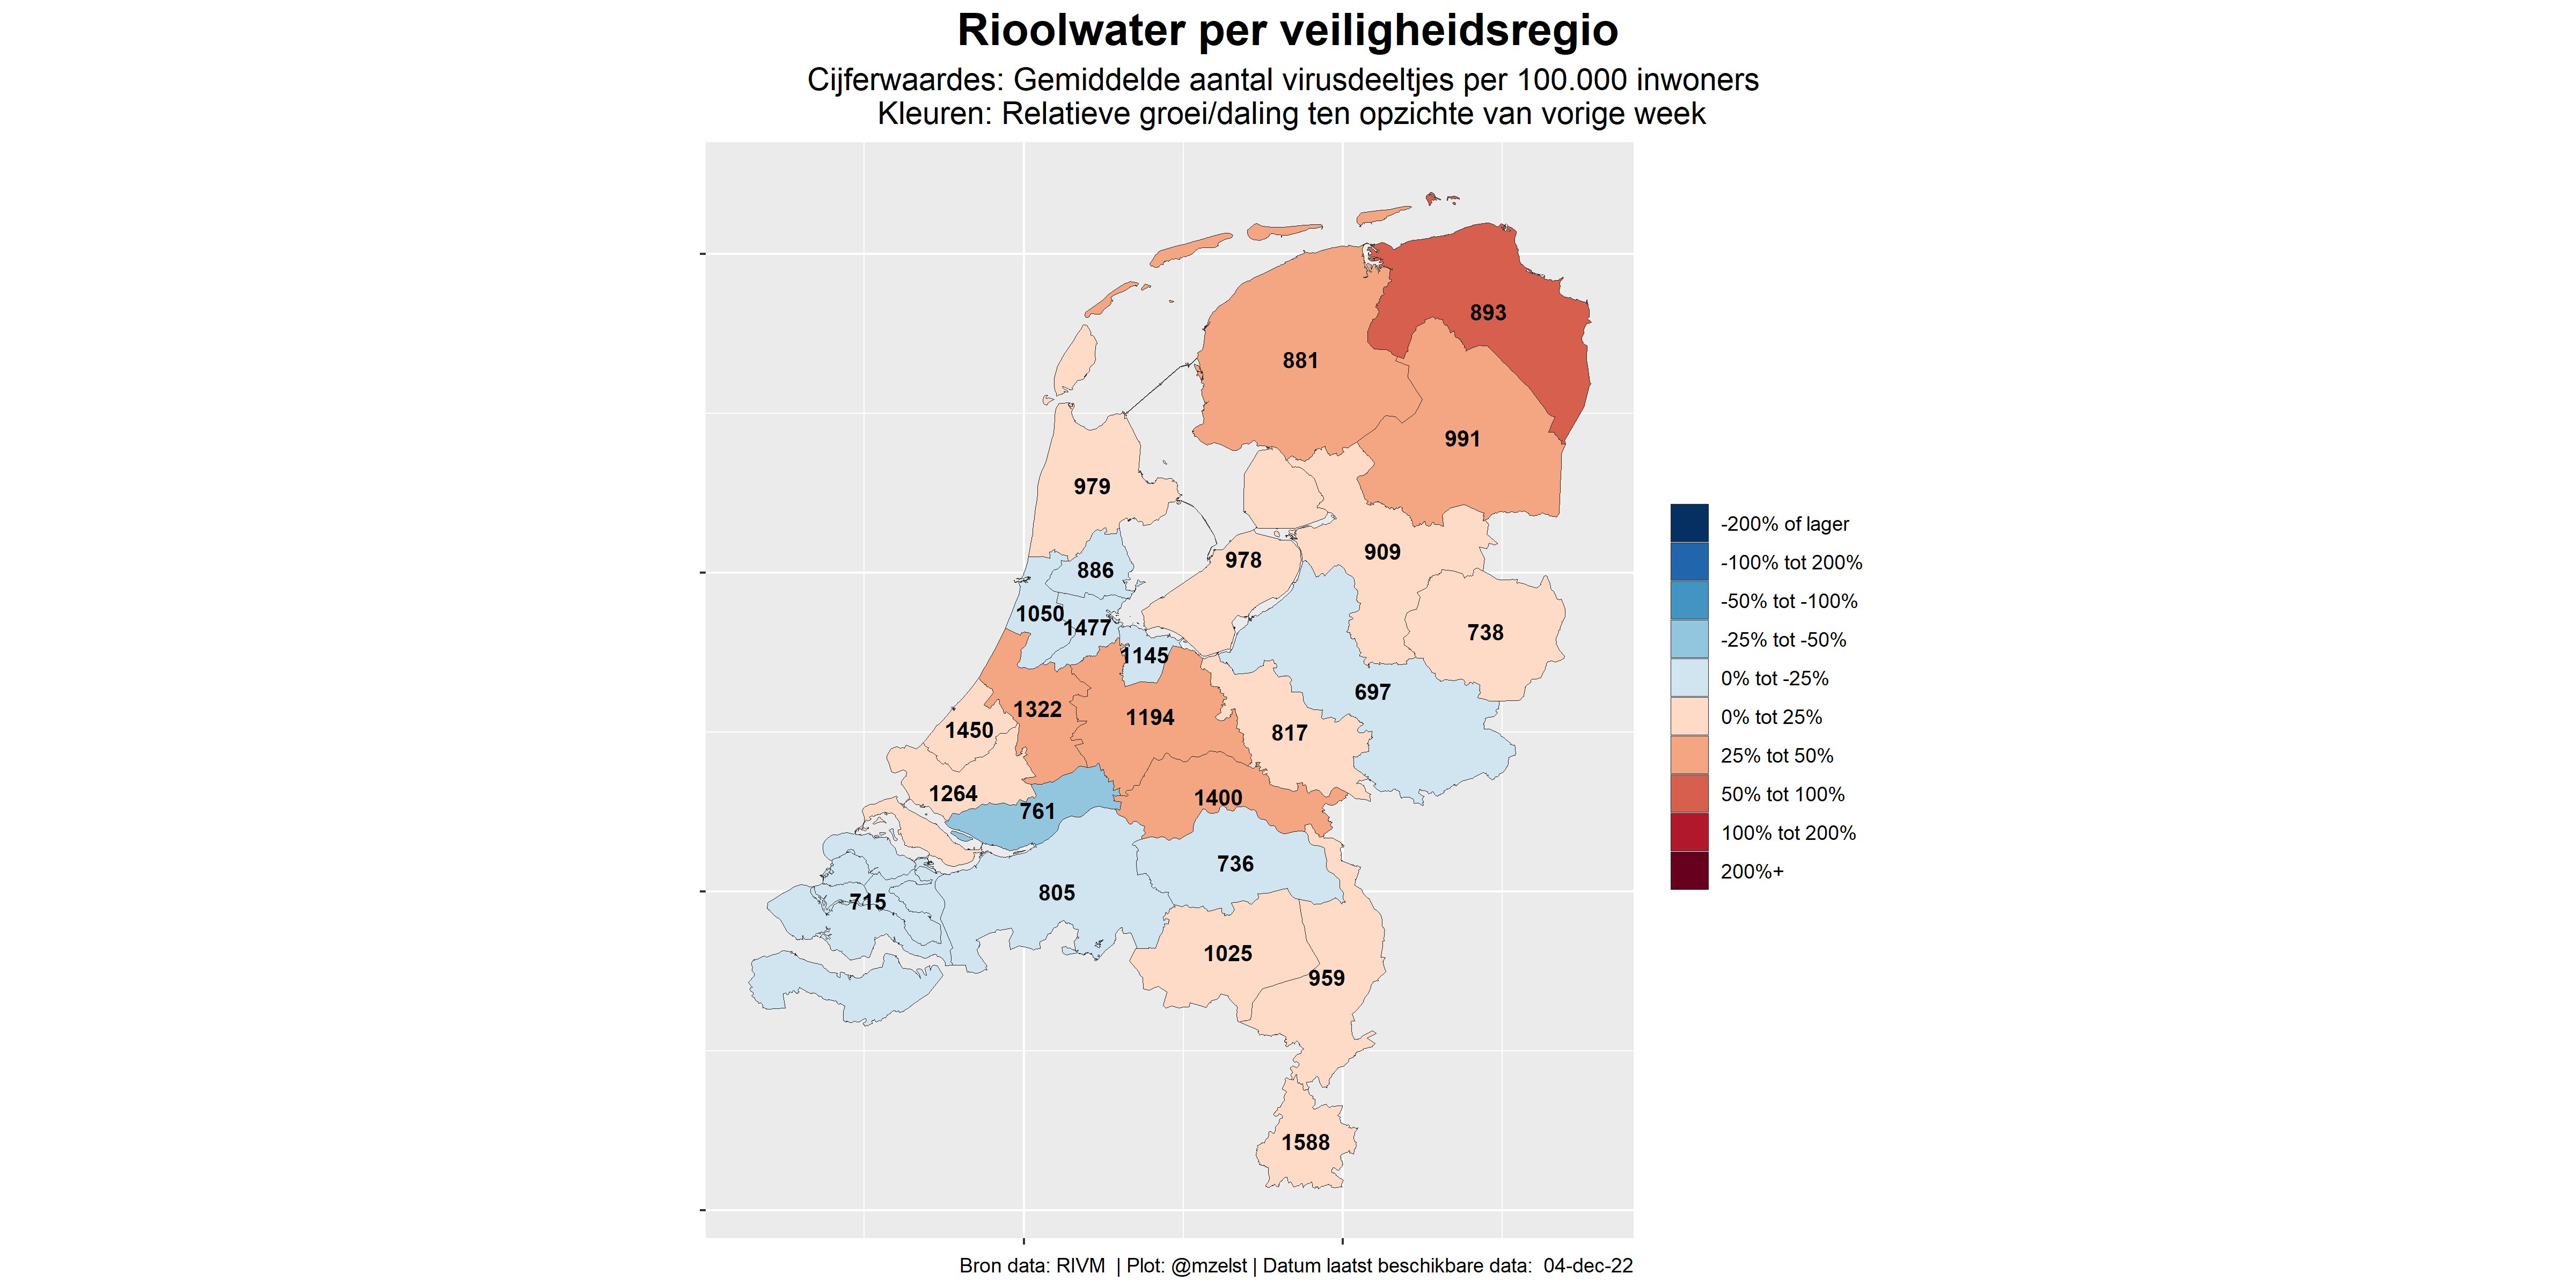 Rioolwater per veiligheidsregio
Cijferwaardes: Gemiddelde aantal virusdeeltjes per 100.000 inwoners
Kleuren: Relatieve groei/daling ten opzichte van vorige week
893
881
991
979
909
978
886
1050
1477
738
1145
697
1322
1194
1450
817
1264
1400
761
736
805
715
1025
959
1588
-200% of lager
-100% tot 200%
-50% tot -100%
-25% tot -50%
0% tot -25%
0% tot 25%
25% tot 50%
50% tot 100%
100% tot 200%
200%+
Bron data: RIVM | Plot: @mzelst | Datum laatst beschikbare data: 04-dec-22